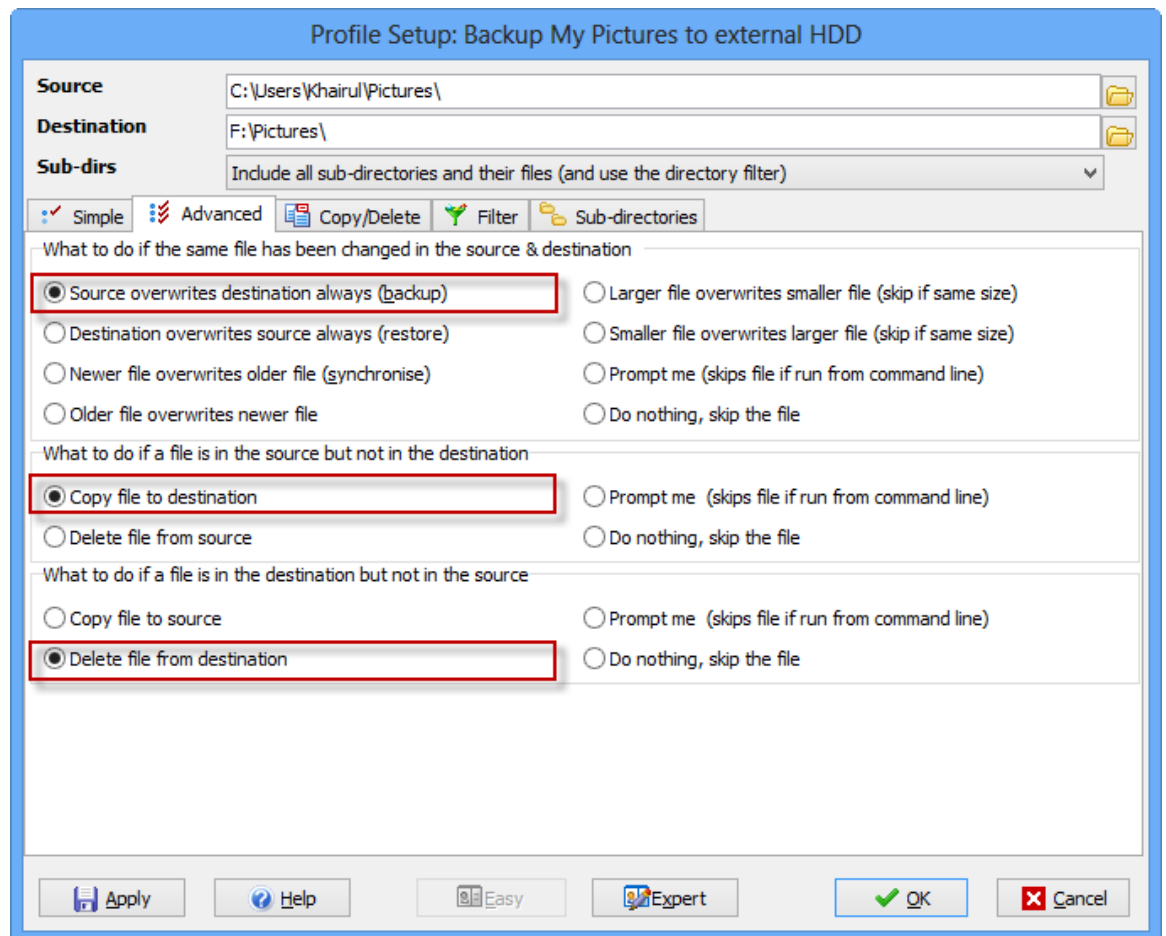 Profile Setup: Backup My Pictures to external HDD
Source C:\Users\Khairul\Pictures\
Destination F:\Pictures\
Sub-dirs Include all sub-directories and their files (and use the directory filter)
Simple Advanced Copy/Delete Filter Sub-directories
What to do if the same file has been changed in the source & destination
Source overwrites destination always (backup) Larger file overwrites smaller file (skip if same size)
Destination overwrites source always (restore) Smaller file overwrites larger file (skip if same size)
Newer file overwrites older file (synchronise) Prompt me (skips file if run from command line)
Older file overwrites newer file Do nothing, skip the file
What to do if a file is in the source but not in the destination
Copy file to destination Prompt me (skips file if run from command line)
Delete file from source Do nothing, skip the file
What to do if a file is in the destination but not in the source
Copy file to source Prompt me (skips file if run from command line)
Delete file from destination Do nothing, skip the file
Apply Help Easy Expert OK Cancel